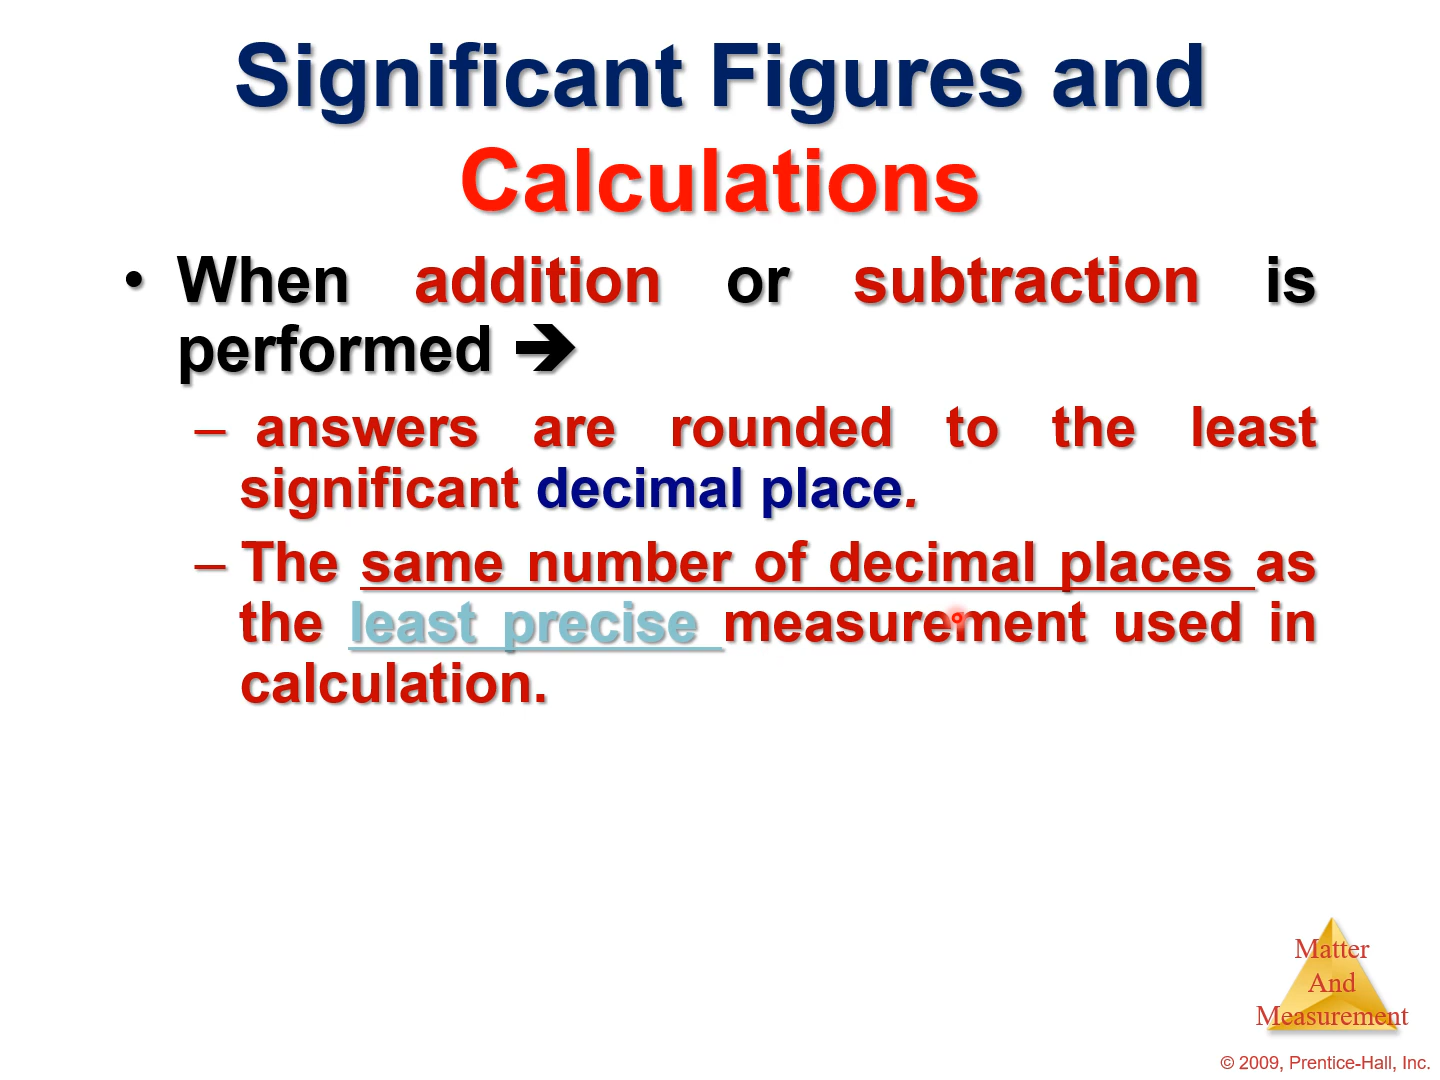 Significant Figures and
Calculations
• When addition or subtraction is
performed ➔
– answers are rounded to the least
significant decimal place.
– The same number of decimal places as
the least precise measurement used in
calculation.
Matter
And
Measurement
© 2009, Prentice-Hall, Inc.